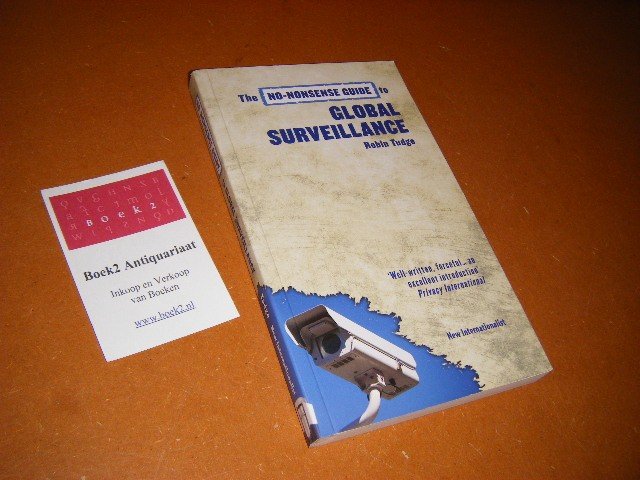 Boek2
Boek2 Antiquariaat
Inkoop en Verkoop
van Boeken
www.boek2.nl
The NO-NONSENSE GUIDE to
GLOBAL
SURVEILLANCE
Robin Tudge
'Well-written, forceful... an
excellent introduction'
Privacy International
New Internationalist